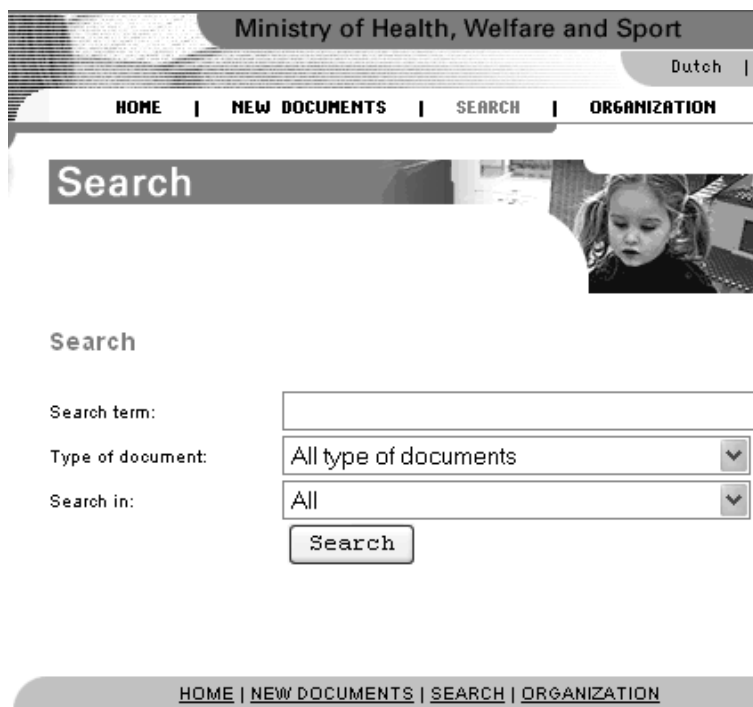 Ministry of Health, Welfare and Sport
Dutch |
HOME | NEW DOCUMENTS | SEARCH | ORGANIZATION
Search
Search
Search term:
Type of document: All type of documents
Search in: All
Search
HOME | NEW DOCUMENTS | SEARCH | ORGANIZATION